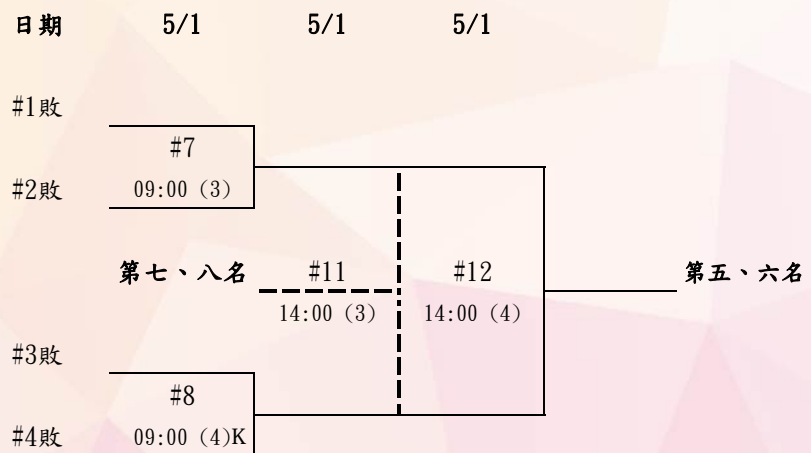 日期 5/1 5/1 5/1
#1敗
#7
#2敗 09:00 (3)
第七、八名 #11 #12 第五、六名
14:00 (3) 14:00 (4)
#3敗
#8
#4敗 09:00 (4)K